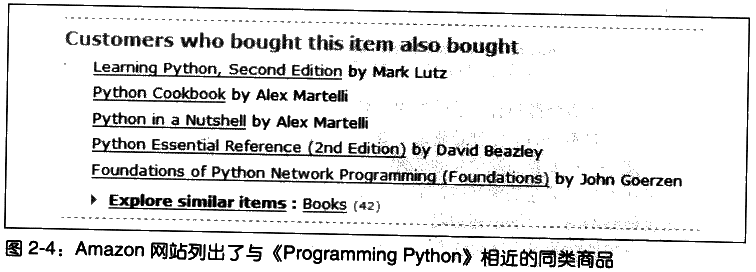 Customers who bought this item also bought
Learning Python, Second Edition by Mark Lutz
Python Cookbook by Alex Martelli
Python in a Nutshell by Alex Martelli
Python Essential Reference (2nd Edition) by David Beazley
Foundations of Python Network Programming (Foundations) by John Goerzen
Explore similar items : Books (42)
图 2-4：Amazon 网站列出了与《Programming Python》相近的同类商品